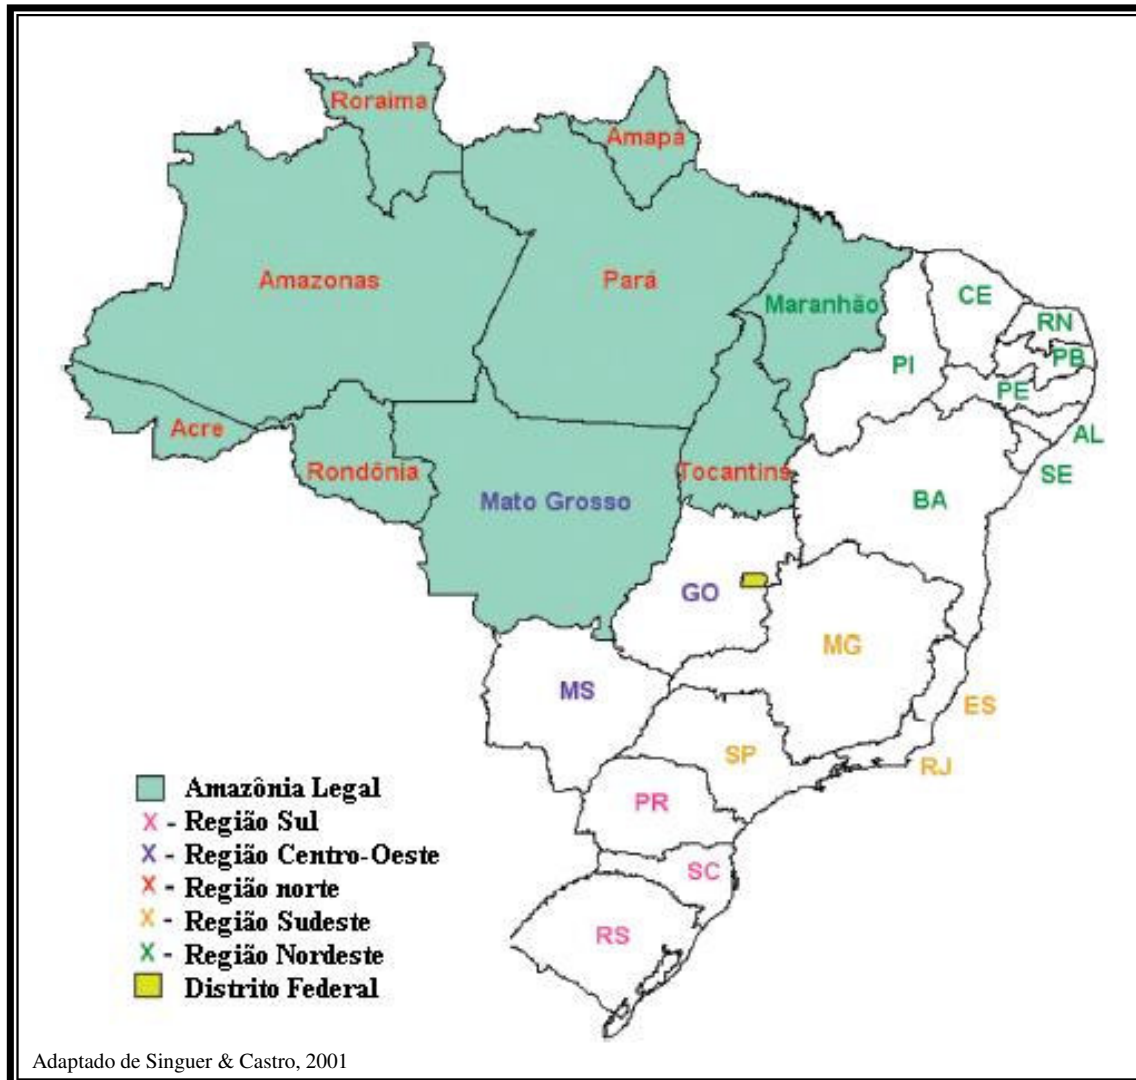 Roraima
Amapá
Amazonas
Pará
Maranhão
CE
RN
PB
PI
PE
AL
SE
Acre
Rondônia
Tocantins
Mato Grosso
BA
GO
MG
MS
ES
SP
RJ
PR
SC
RS
Amazônia Legal
X - Região Sul
X - Região Centro-Oeste
X - Região norte
X - Região Sudeste
X - Região Nordeste
Distrito Federal
Adaptado de Singuer & Castro, 2001